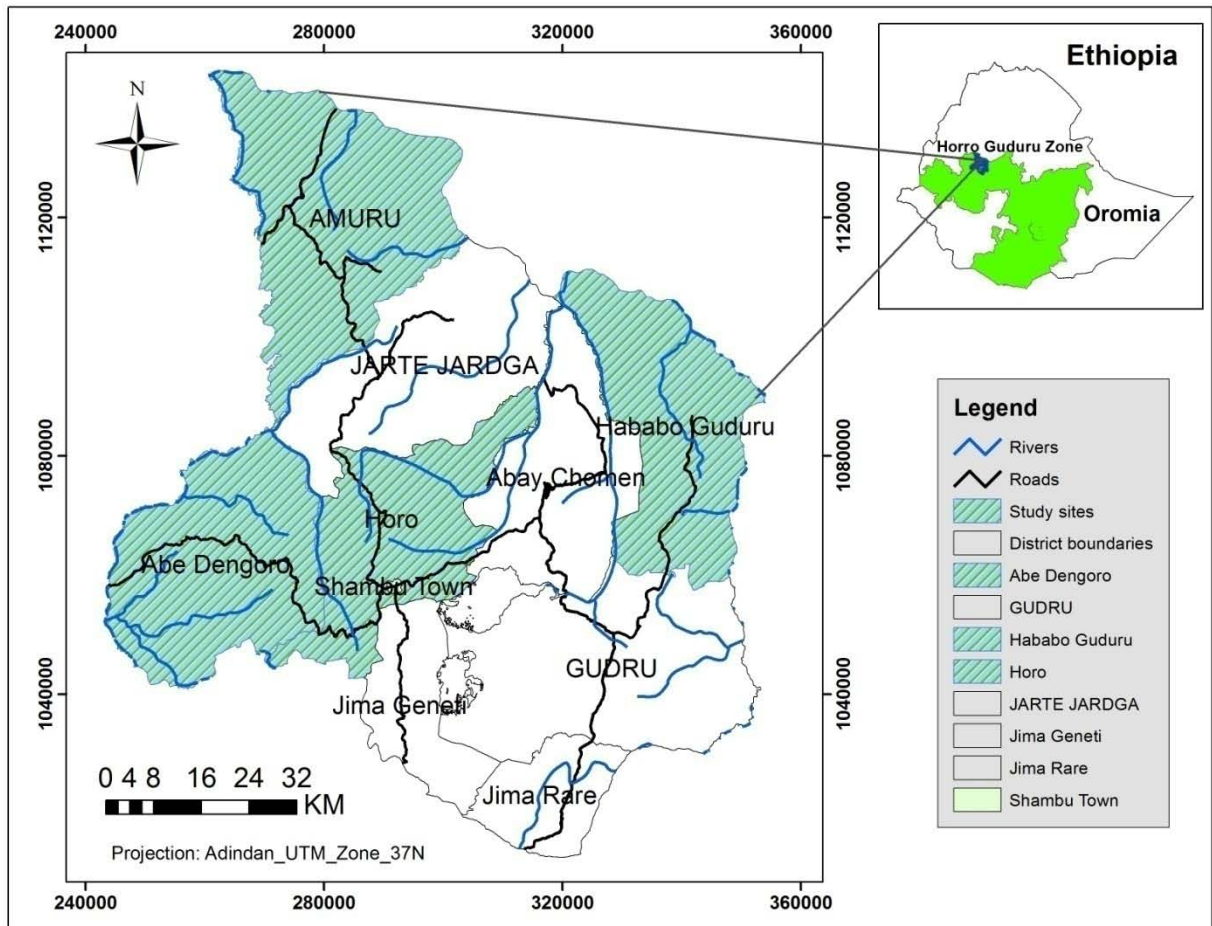 240000 280000 320000 360000
N
Ethiopia
Horro Guduru Zone
Oromia
1120000
1120000
AMURU
JARTE JARDGA
Hababo Guduru
1080000
1080000
Abay Chomen
Horo
Abe Dengoro
Shambu Town
GUDRU
1040000
1040000
Jima Geneti
Jima Rare
0 4 8 16 24 32
KM
Projection: Adindan_UTM_Zone_37N
240000 280000 320000 360000
Legend
Rivers
Roads
Study sites
District boundaries
Abe Dengoro
GUDRU
Hababo Guduru
Horo
JARTE JARDGA
Jima Geneti
Jima Rare
Shambu Town